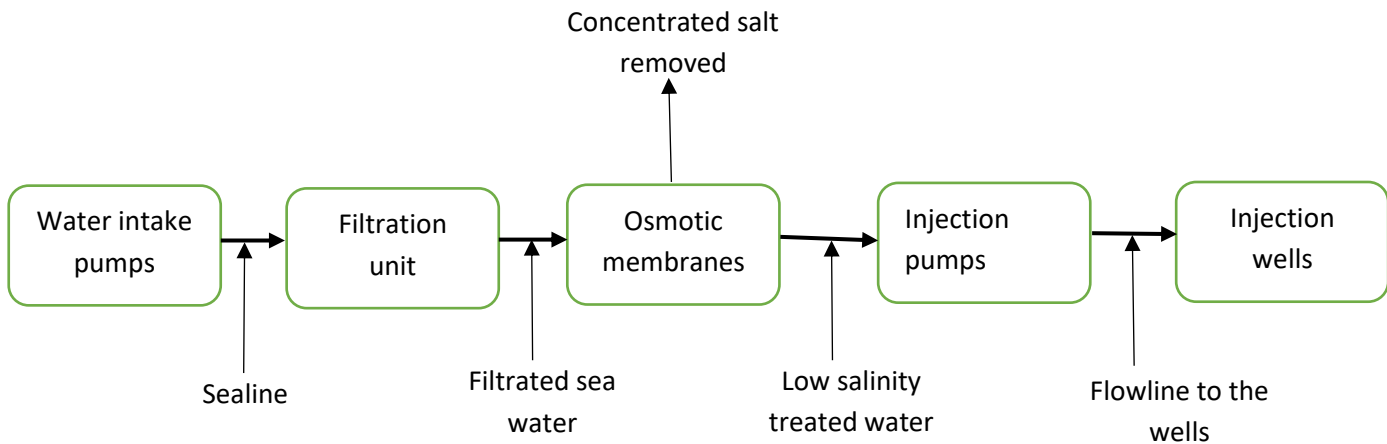 Concentrated salt
removed
Water intake
pumps
Filtration
unit
Osmotic
membranes
Injection
pumps
Injection
wells
Sealine
Filtrated sea
water
Low salinity
treated water
Flowline to the
wells